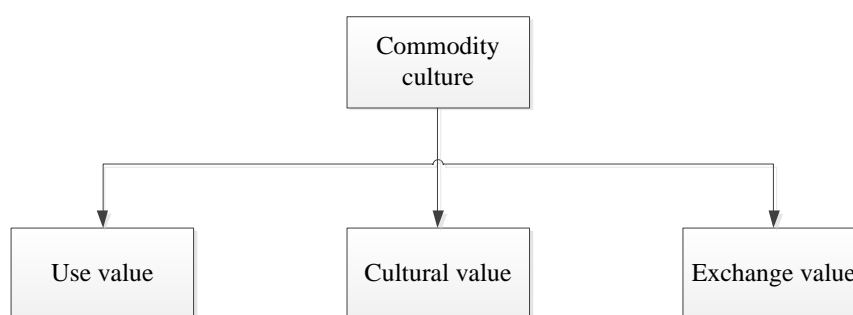 Commodity
culture
Use value
Cultural value
Exchange value